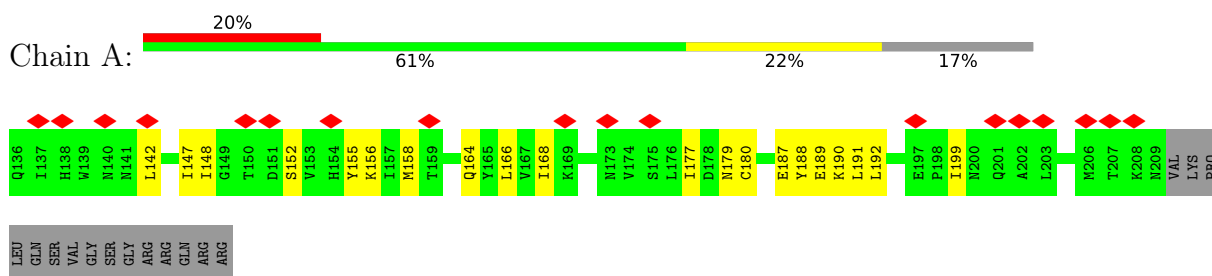 20%
Chain A:
61% 22% 17%
Q136 I137 H138 W139 N140 N141 L142 I147 I148 G149 T150 D151 S152 V153 H154 Y155 K156 I157 M158 T159 Q164 Y165 L166 V167 I168 K169 N173 V174 S175 L176 I177 D178 N179 C180 E187 Y188 E189 K190 L191 L192 E197 P198 I199 N200 Q201 A202 L203 M206 T207 K208 N209 VAL LYS PRO
LEU GLN SER VAL GLY SER GLY ARG ARG GLN ARG ARG